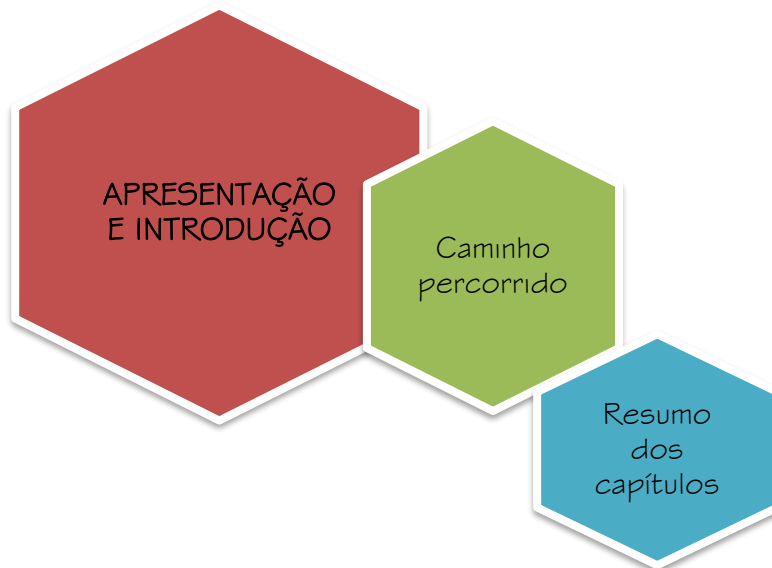 APRESENTAÇÃO
E INTRODUÇÃO
Caminho
percorrido
Resumo
dos
capítulos